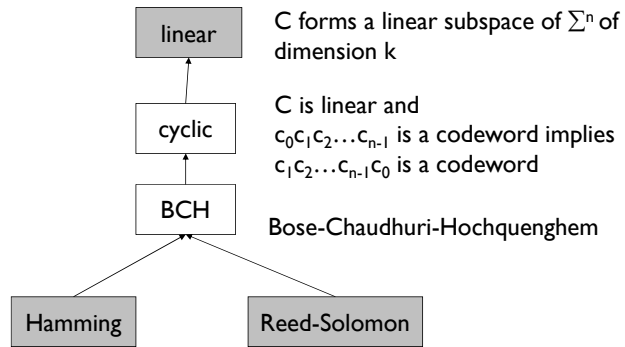 linear
C forms a linear subspace of ∑ⁿ of
dimension k
cyclic
C is linear and
c₀c₁c₂…cₙ₋₁ is a codeword implies
c₁c₂…cₙ₋₁c₀ is a codeword
BCH
Bose-Chaudhuri-Hochquenghem
Hamming
Reed-Solomon